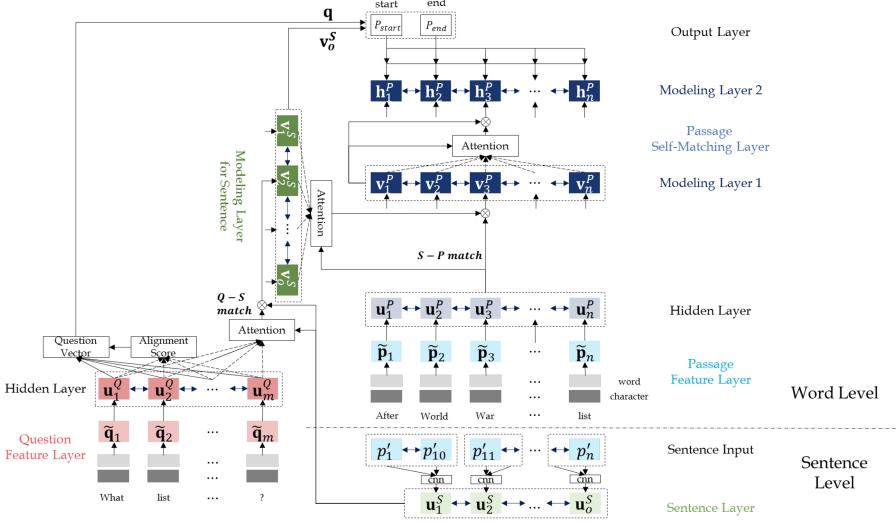 q
start end
P_start P_end
Output Layer
v_o^S
h_1^P h_2^P h_3^P ... h_n^P
Modeling Layer 2
Attention
Passage
Self-Matching Layer
v_1^P v_2^P v_3^P ... v_n^P
Modeling Layer 1
v_1^S
v_2^S
...
v_o^S
Modeling Layer
for Sentence
Attention
S − P match
Q − S
match
Attention
u_1^P u_2^P u_3^P ... u_n^P
Hidden Layer
p̃_1 p̃_2 p̃_3 ... p̃_n
Passage
Feature Layer
word
character
...
After World War ... list
Word Level
Question
Vector
Alignment
Score
Hidden Layer
u_1^Q u_2^Q ... u_m^Q
Question
Feature Layer
q̃_1 q̃_2 ... q̃_m
...
What list ... ?
p'_1 p'_10 p'_11 ... p'_n
Sentence Input
cnn cnn cnn
u_1^S u_2^S ... u_o^S
Sentence Layer
Sentence
Level